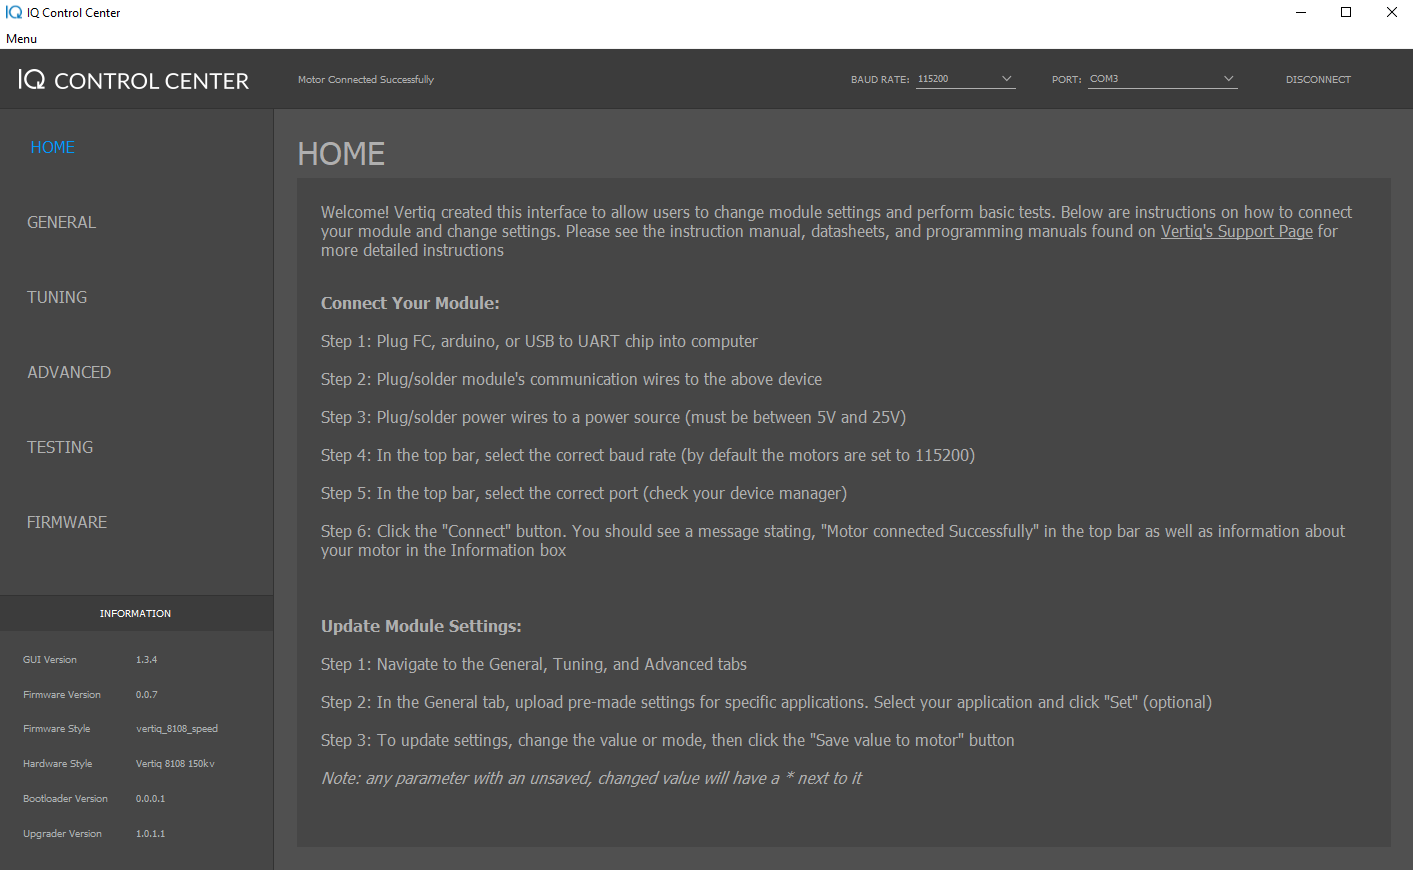 IQ Control Center
Menu
IQ CONTROL CENTER
Motor Connected Successfully
BAUD RATE: 115200
PORT: COM3
DISCONNECT
HOME
GENERAL
TUNING
ADVANCED
TESTING
FIRMWARE
INFORMATION
GUI Version 1.3.4
Firmware Version 0.0.7
Firmware Style vertiq_8108_speed
Hardware Style Vertiq 8108 150kv
Bootloader Version 0.0.0.1
Upgrader Version 1.0.1.1
HOME
Welcome! Vertiq created this interface to allow users to change module settings and perform basic tests. Below are instructions on how to connect
your module and change settings. Please see the instruction manual, datasheets, and programming manuals found on Vertiq's Support Page for
more detailed instructions
Connect Your Module:
Step 1: Plug FC, arduino, or USB to UART chip into computer
Step 2: Plug/solder module's communication wires to the above device
Step 3: Plug/solder power wires to a power source (must be between 5V and 25V)
Step 4: In the top bar, select the correct baud rate (by default the motors are set to 115200)
Step 5: In the top bar, select the correct port (check your device manager)
Step 6: Click the "Connect" button. You should see a message stating, "Motor connected Successfully" in the top bar as well as information about
your motor in the Information box
Update Module Settings:
Step 1: Navigate to the General, Tuning, and Advanced tabs
Step 2: In the General tab, upload pre-made settings for specific applications. Select your application and click "Set" (optional)
Step 3: To update settings, change the value or mode, then click the "Save value to motor" button
Note: any parameter with an unsaved, changed value will have a * next to it